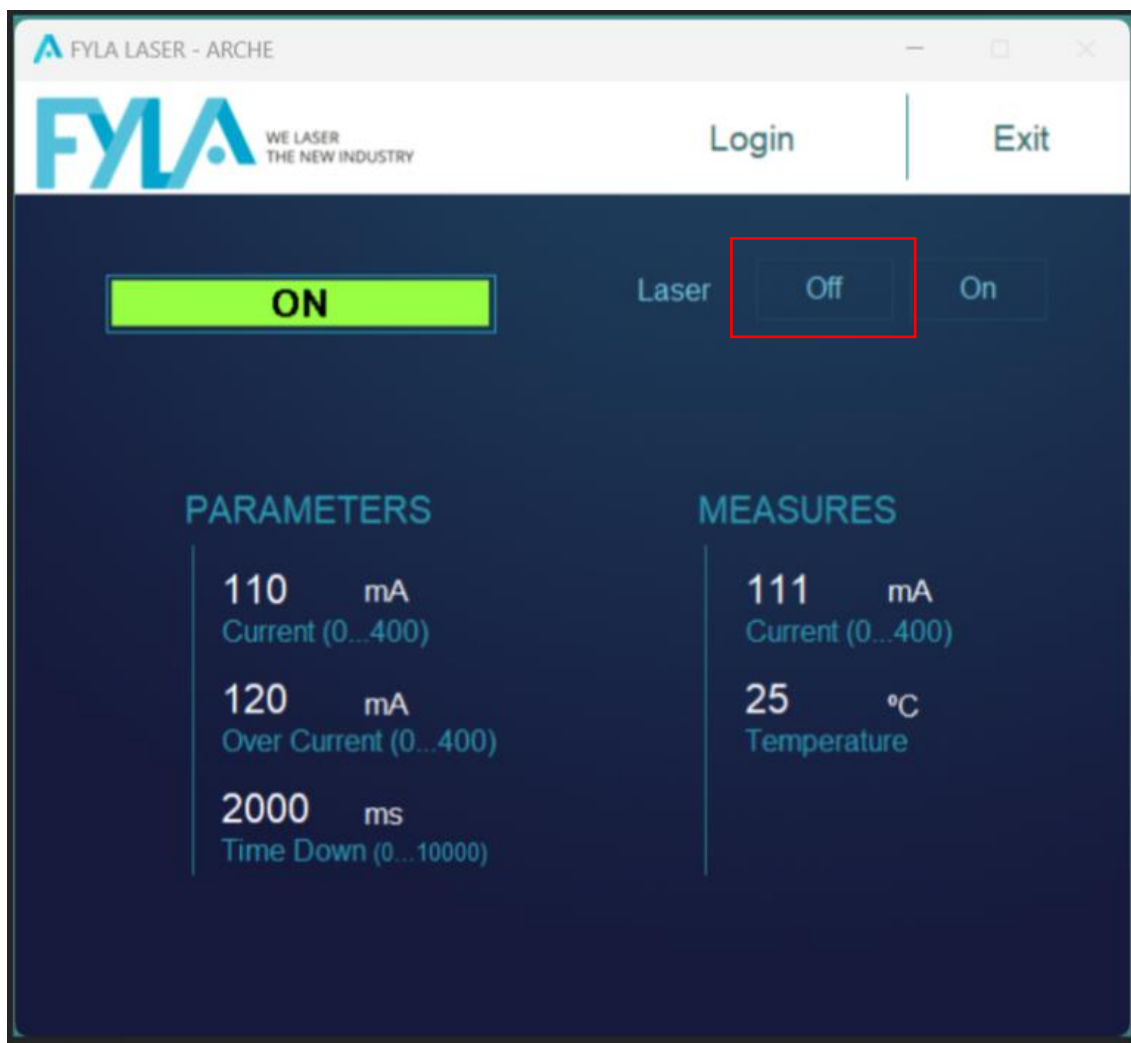 FYLA LASER - ARCHE
FYLA
WE LASER
THE NEW INDUSTRY
Login
Exit
ON
Laser
Off
On
PARAMETERS
110 mA
Current (0...400)
120 mA
Over Current (0...400)
2000 ms
Time Down (0...10000)
MEASURES
111 mA
Current (0...400)
25 ºC
Temperature